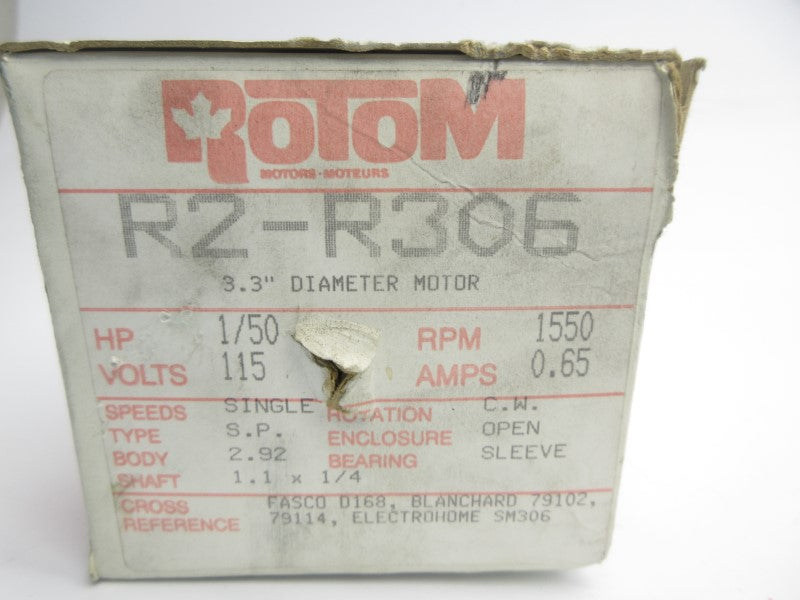 ROTOM
MOTORS-MOTEURS
R2-R306
3.3" DIAMETER MOTOR
HP 1/50 RPM 1550
VOLTS 115 AMPS 0.65
SPEEDS SINGLE ROTATION C.W.
TYPE S.P. ENCLOSURE OPEN
BODY 2.92 BEARING SLEEVE
SHAFT 1.1 x 1/4
CROSS FASCO D168, BLANCHARD 79102,
REFERENCE 79114, ELECTROHOME SM306